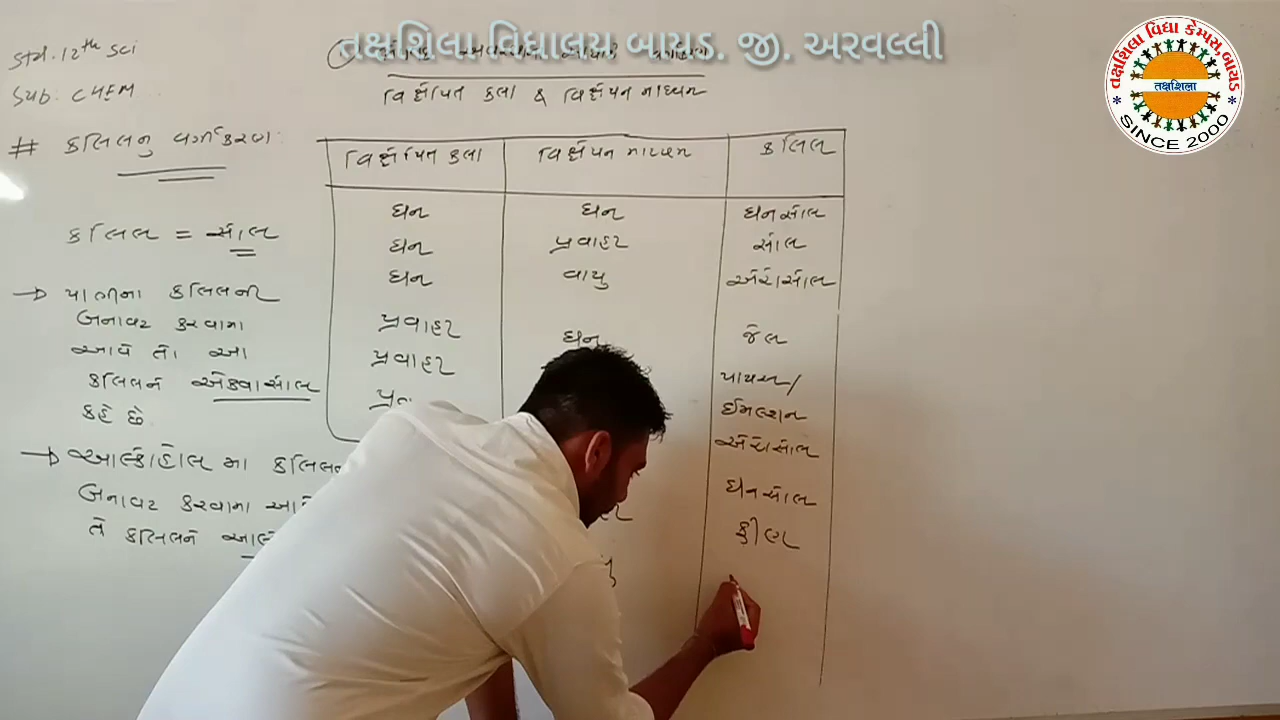 તક્ષશિલા વિદ્યાલય બાયડ. જી. અરવલ્લી
તક્ષશિલા વિદ્યા કેમ્પસ, બાયડ
તક્ષશિલા
* SINCE 2000 *
ધોરણ. 12th sci
Sub: CHEM
વિક્ષેપિત કલા & વિક્ષેપન માધ્યમ
# કલિલનુ વર્ગીકરણ:
કલિલ = સોલ
→ પાણીના કલિલની
બનાવટ કરવામા
આવે તો આ
કલિલને એક્વાસોલ
કહે છે.
→ આલ્કોહોલ મા કલિલ
બનાવટ કરવામા
તે કલિલને
વિક્ષેપિત કલા વિક્ષેપન માધ્યમ કલિલ
ઘન ઘન ઘનસોલ
ઘન પ્રવાહી સોલ
ઘન વાયુ એરોસોલ
પ્રવાહી ઘન જેલ
પ્રવાહી પાયસ/
ઈમલ્શન
એરોસોલ
ઘનસોલ
ફીણ